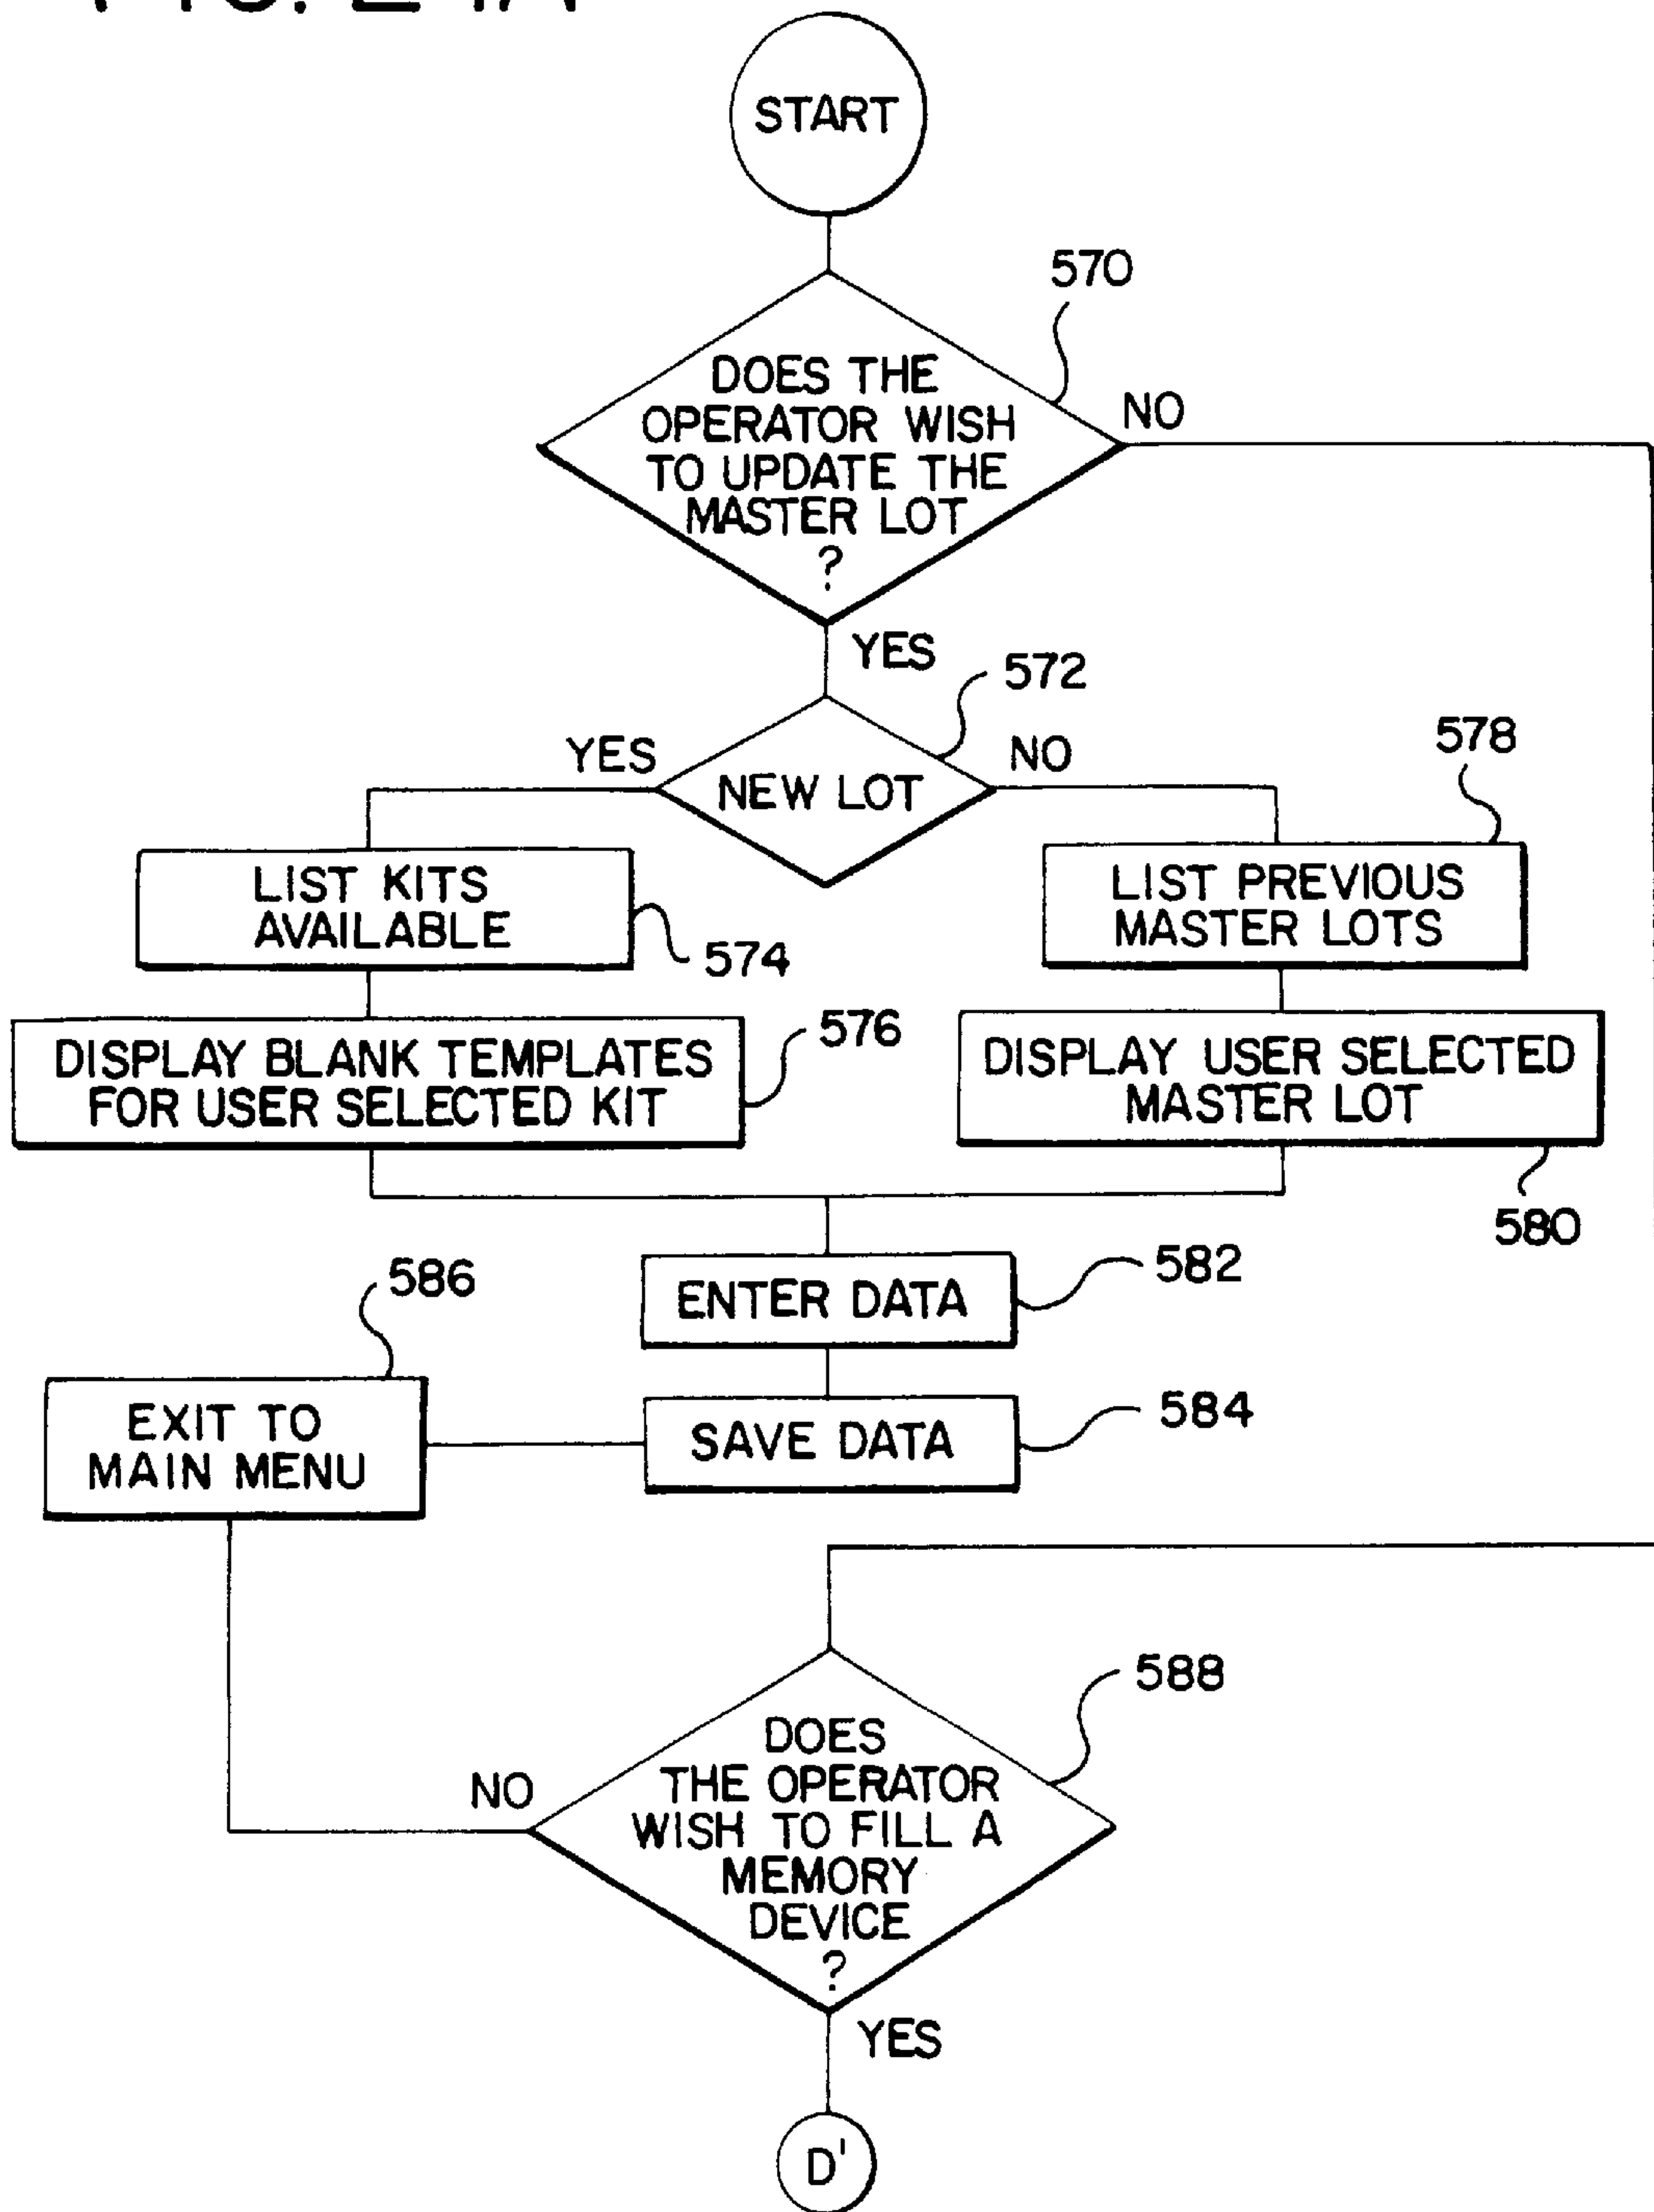 START
570
DOES THE
OPERATOR WISH
TO UPDATE THE
MASTER LOT
?
NO
YES
572
YES
NEW LOT
NO
578
LIST KITS
AVAILABLE
574
LIST PREVIOUS
MASTER LOTS
DISPLAY BLANK TEMPLATES
FOR USER SELECTED KIT
576
DISPLAY USER SELECTED
MASTER LOT
580
ENTER DATA
582
586
EXIT TO
MAIN MENU
SAVE DATA
584
588
DOES
THE OPERATOR
WISH TO FILL A
MEMORY
DEVICE
?
NO
YES
D'